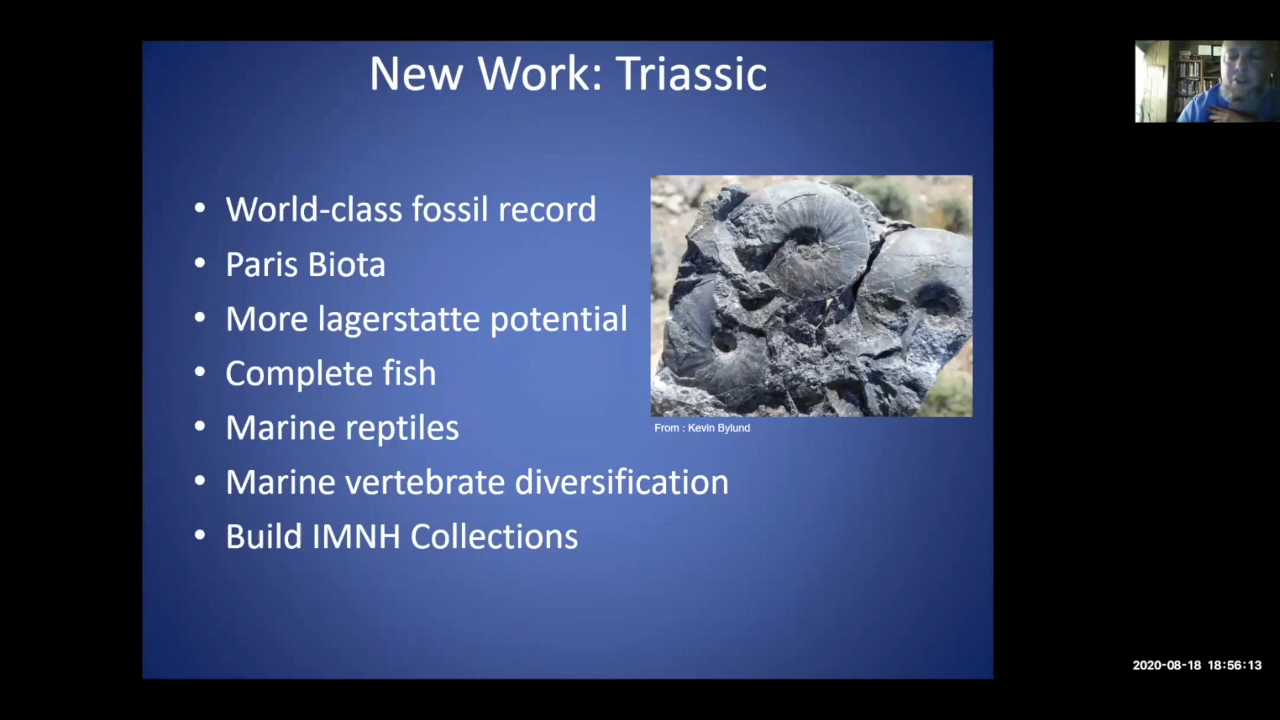 New Work: Triassic
• World-class fossil record
• Paris Biota
• More lagerstatte potential
• Complete fish
• Marine reptiles
• Marine vertebrate diversification
• Build IMNH Collections
From : Kevin Bylund
2020-08-18 18:56:13